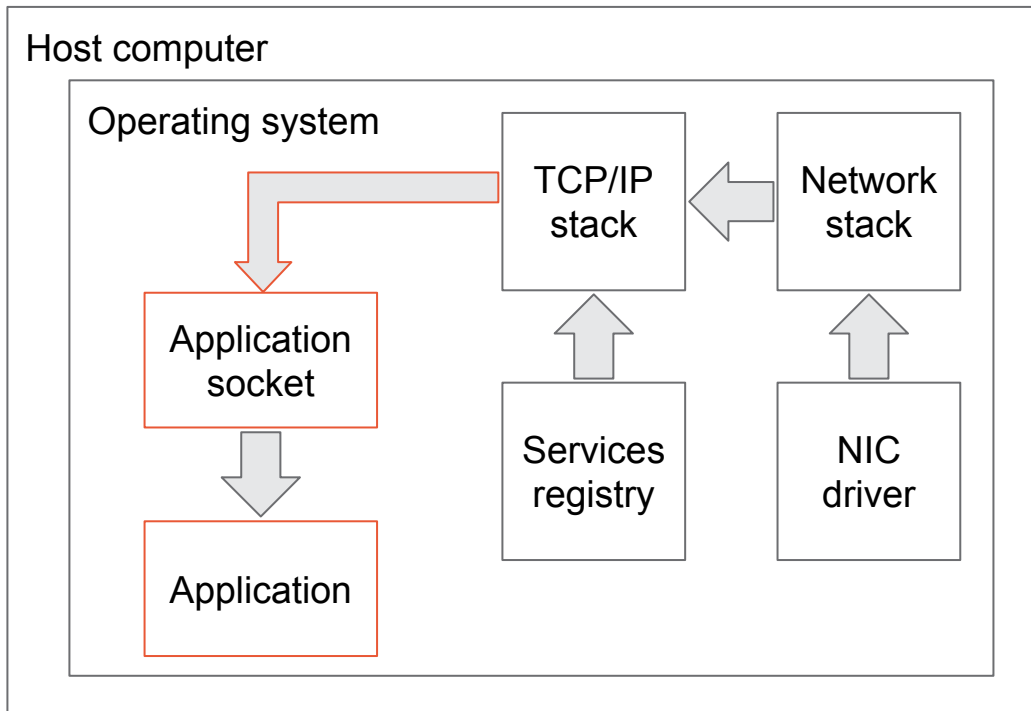 Host computer
Operating system
TCP/IP
stack
Network
stack
Application
socket
Services
registry
NIC
driver
Application